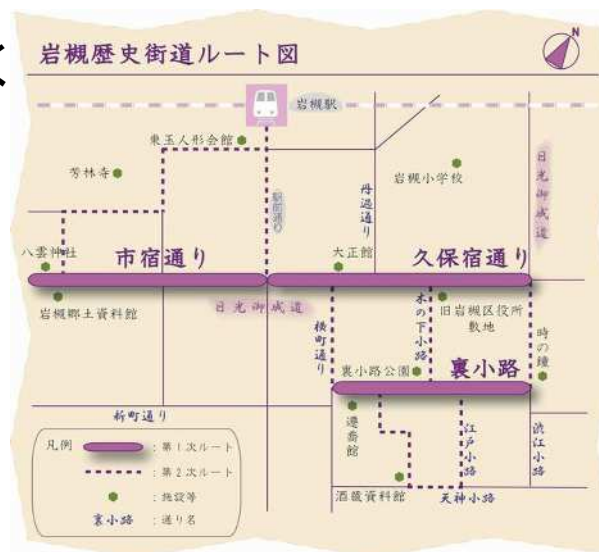 岩槻歴史街道ルート図
N
岩槻駅
東玉人形会館
芳林寺
岩槻小学校
日光御成道
丹過通り
駅前通り
八雲神社
市宿通り
大正館
久保宿通り
岩槻郷土資料館
日光御成道
横町通り
木の下小路
旧岩槻区役所
敷地
時の鐘
裏小路公園
裏小路
新町通り
遷喬館
江戸小路
渋江小路
酒蔵資料館
天神小路
凡例
：第1次ルート
：第2次ルート
：施設等
裏小路
：通り名